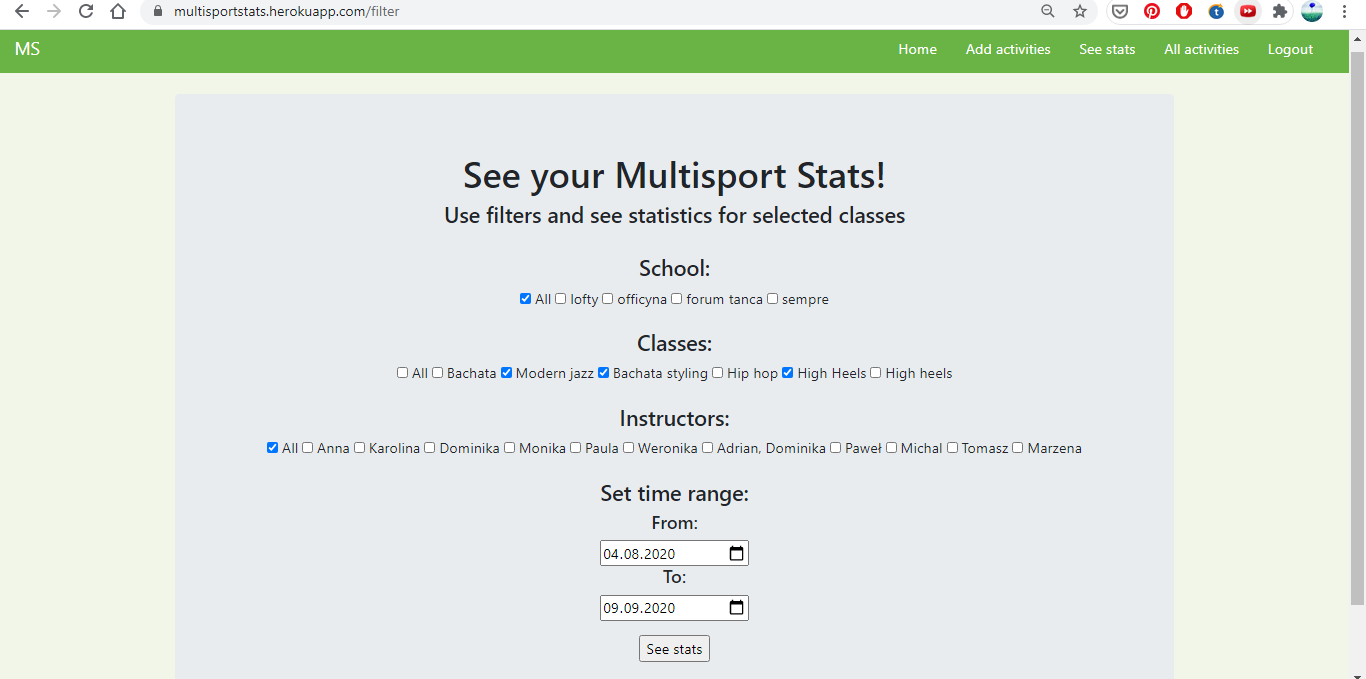 multisportstats.herokuapp.com/filter
MS Home Add activities See stats All activities Logout
See your Multisport Stats!
Use filters and see statistics for selected classes
School:
All lofty officyna forum tanca sempre
Classes:
All Bachata Modern jazz Bachata styling Hip hop High Heels High heels
Instructors:
All Anna Karolina Dominika Monika Paula Weronika Adrian, Dominika Paweł Michal Tomasz Marzena
Set time range:
From:
04.08.2020
To:
09.09.2020
See stats